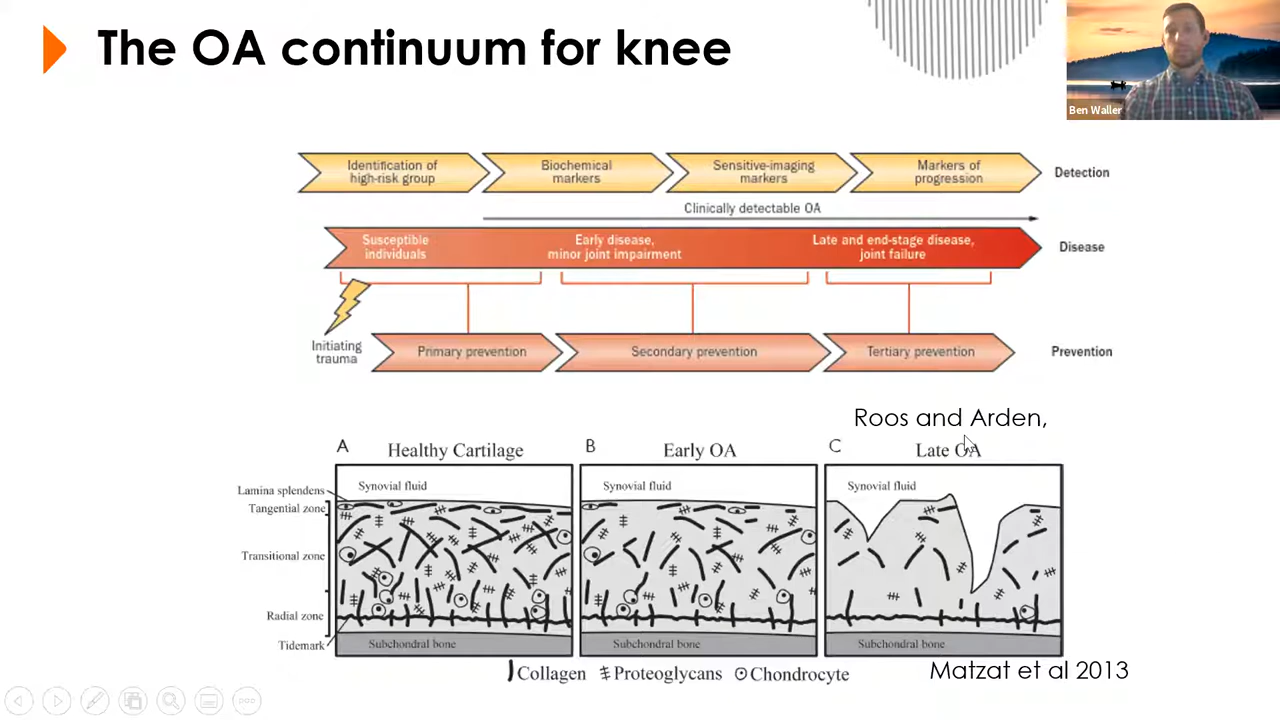 The OA continuum for knee
Ben Waller
Identification of
high-risk group
Biochemical
markers
Sensitive-imaging
markers
Markers of
progression
Detection
Clinically detectable OA
Susceptible
individuals
Early disease,
minor joint impairment
Late and end-stage disease,
joint failure
Disease
Initiating
trauma
Primary prevention
Secondary prevention
Tertiary prevention
Prevention
Roos and Arden,
A
Healthy Cartilage
B
Early OA
C
Late OA
Lamina splendens
Tangential zone
Transitional zone
Radial zone
Tidemark
Synovial fluid
Synovial fluid
Synovial fluid
Subchondral bone
Subchondral bone
Subchondral bone
Collagen
Proteoglycans
Chondrocyte
Matzat et al 2013